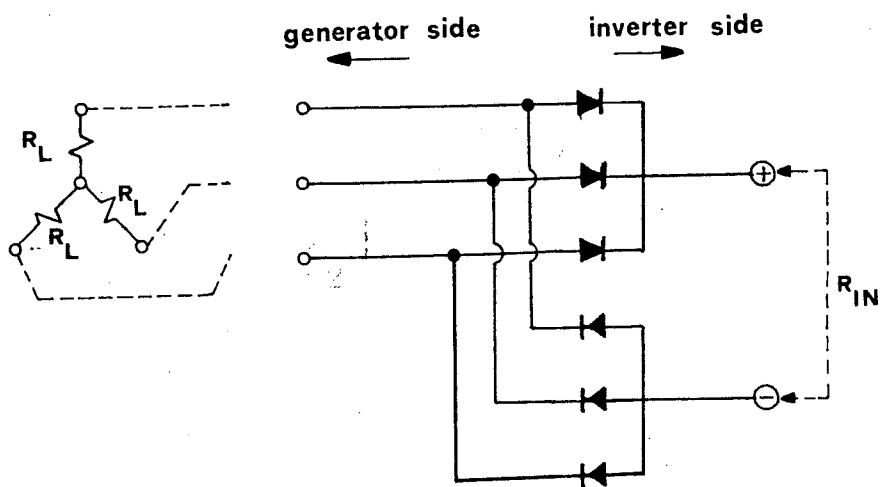 generator side
inverter side
R_L
R_L
R_L
+
R_IN
−